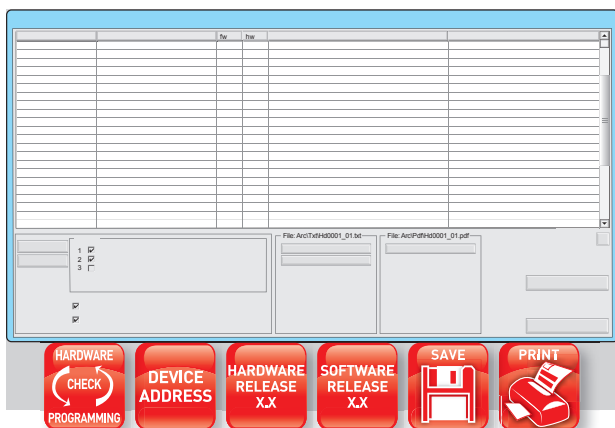 fw hw
File: Arc\Txt\Hd0001_01.txt
File: Arc\Pdf\Hd0001_01.pdf
1
2
3
HARDWARE
CHECK
PROGRAMMING
DEVICE
ADDRESS
HARDWARE
RELEASE
X.X
SOFTWARE
RELEASE
X.X
SAVE
PRINT